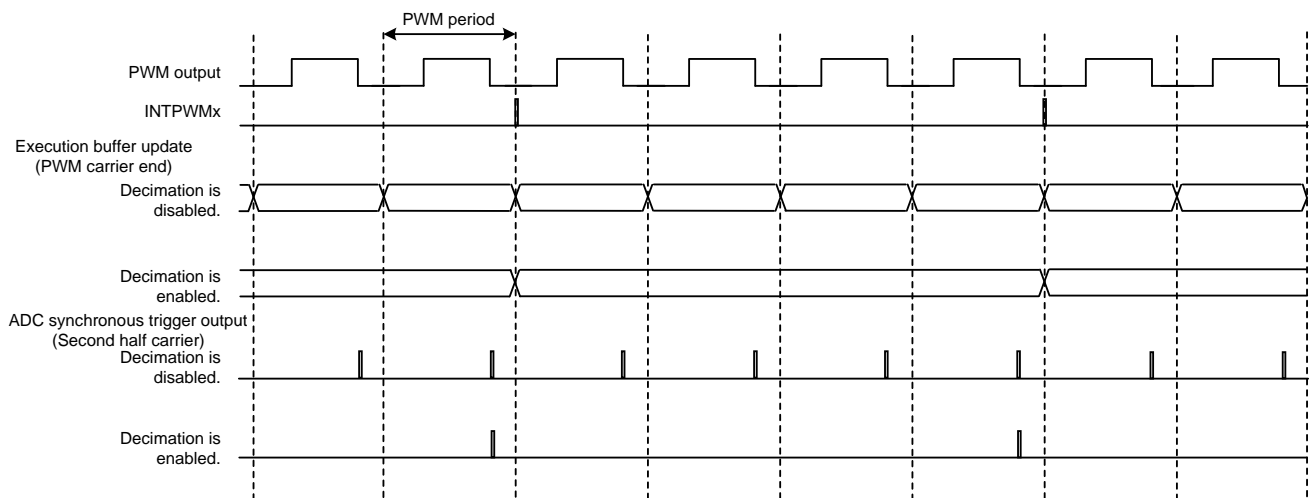 PWM period
PWM output
INTPWMx
Execution buffer update
(PWM carrier end)
Decimation is
disabled.
Decimation is
enabled.
ADC synchronous trigger output
(Second half carrier)
Decimation is
disabled.
Decimation is
enabled.